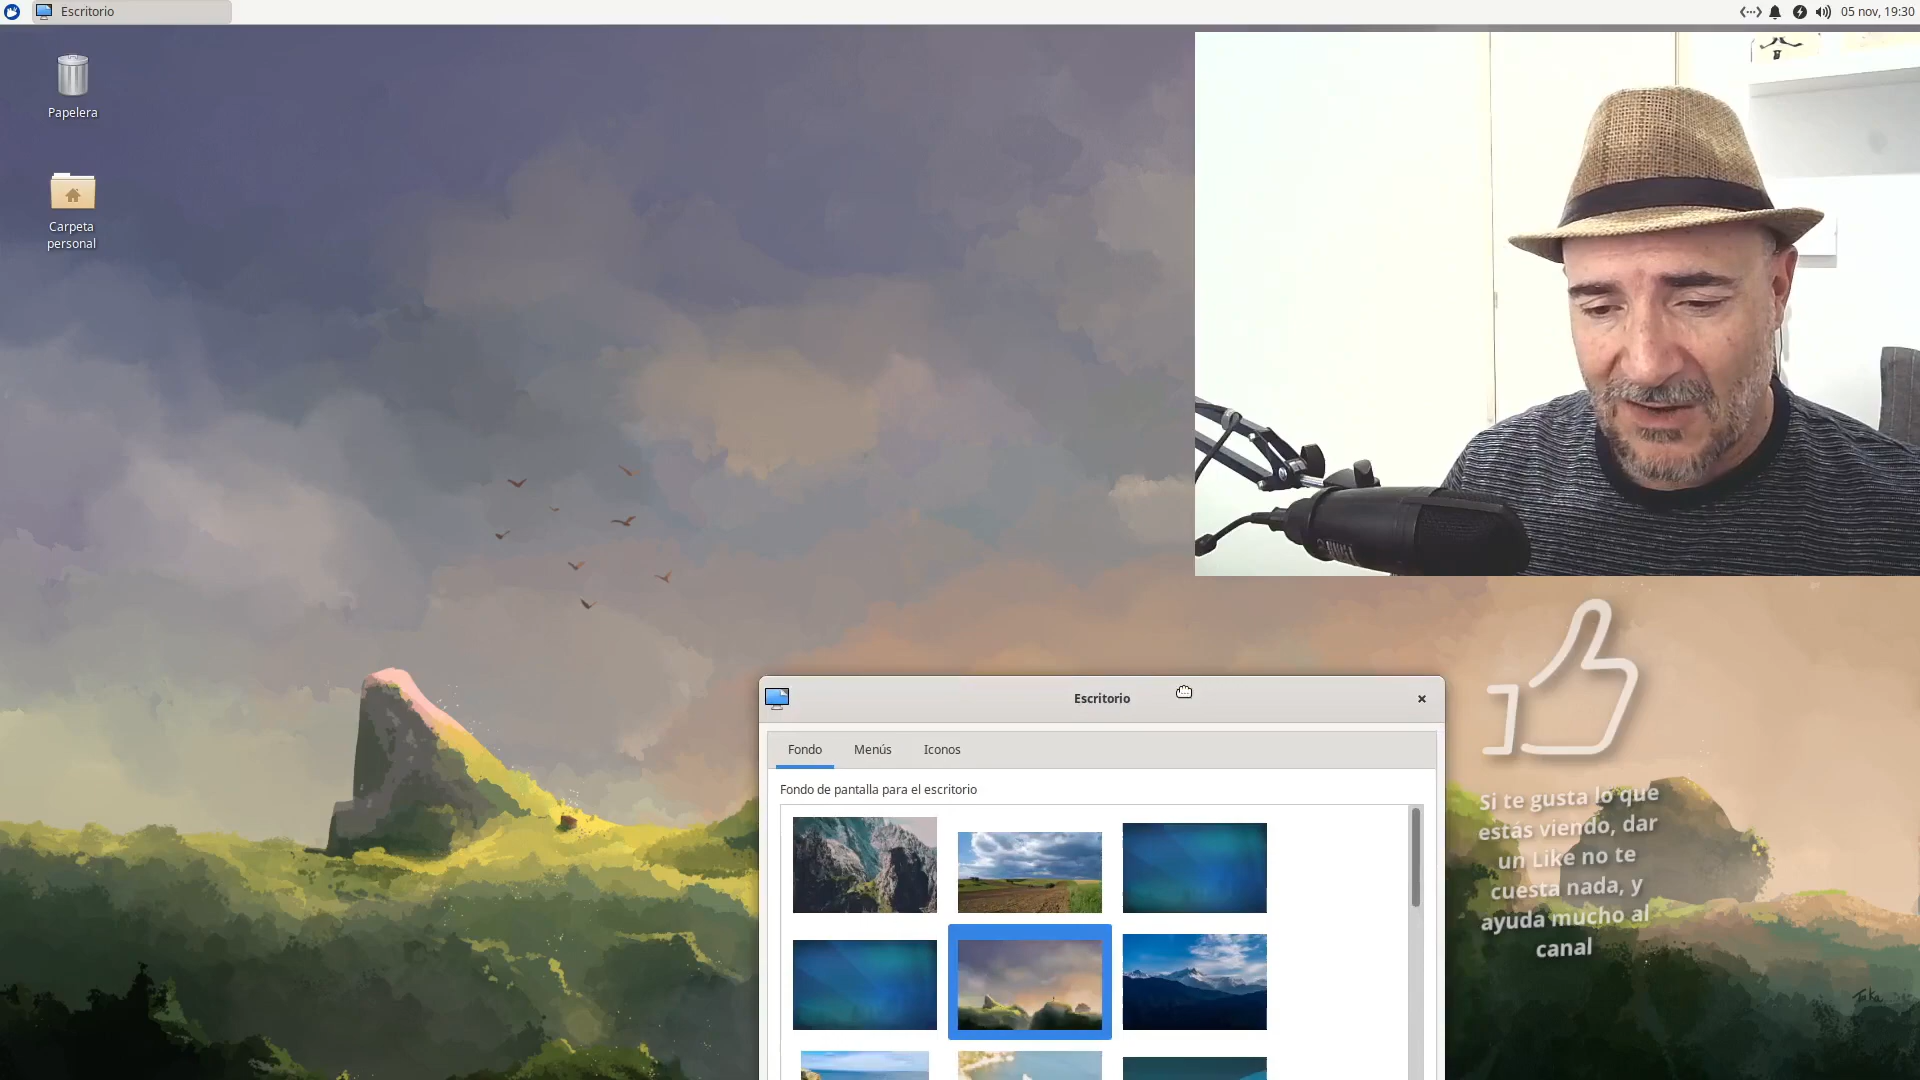 Escritorio
05 nov, 19:30
Papelera
Carpeta
personal
Escritorio
Fondo
Menús
Iconos
Fondo de pantalla para el escritorio
Si te gusta lo que
estás viendo, dar
un Like no te
cuesta nada, y
ayuda mucho al
canal